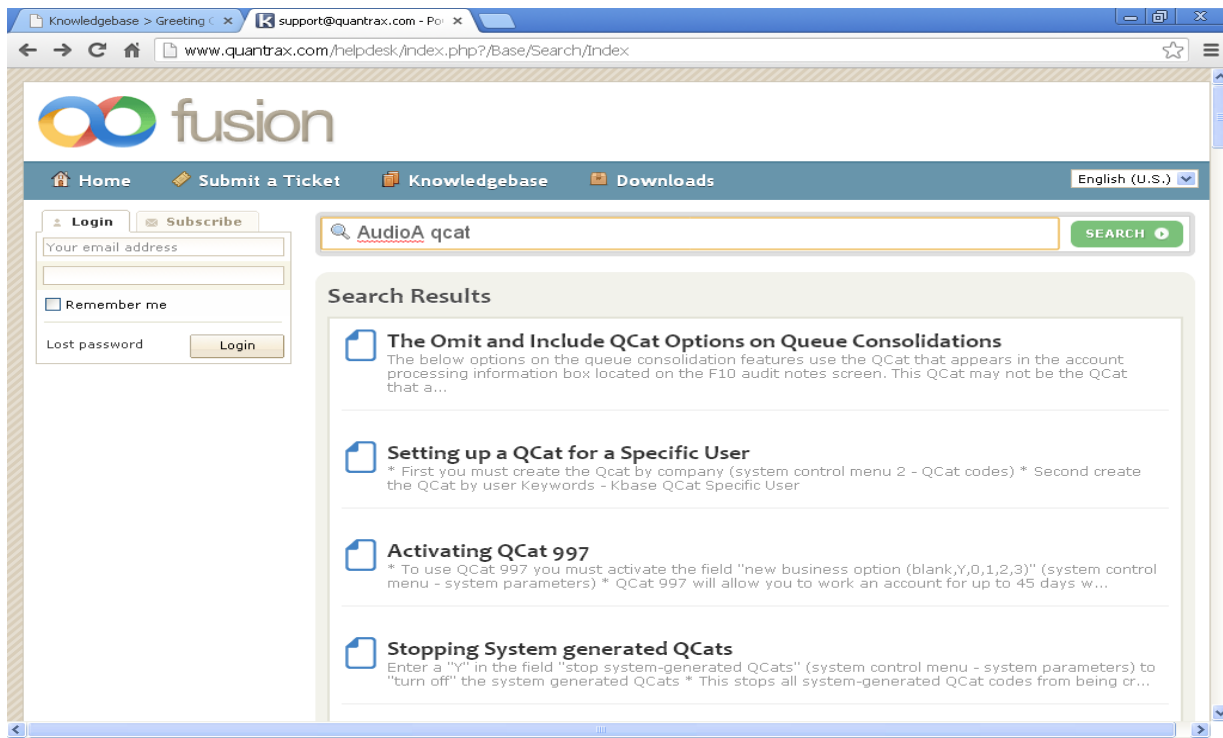 Knowledgebase > Greeting C
support@quantrax.com - Po
www.quantrax.com/helpdesk/index.php?/Base/Search/Index
fusion
Home Submit a Ticket Knowledgebase Downloads
English (U.S.)
Login Subscribe
Your email address
Remember me
Lost password Login
AudioA qcat
SEARCH
Search Results
The Omit and Include QCat Options on Queue Consolidations
The below options on the queue consolidation features use the QCat that appears in the account
processing information box located on the F10 audit notes screen. This QCat may not be the QCat
that a...
Setting up a QCat for a Specific User
* First you must create the Qcat by company (system control menu 2 - QCat codes) * Second create
the QCat by user Keywords - Kbase QCat Specific User
Activating QCat 997
* To use QCat 997 you must activate the field "new business option (blank,Y,0,1,2,3)" (system control
menu - system parameters) * QCat 997 will allow you to work an account for up to 45 days w...
Stopping System generated QCats
Enter a "Y" in the field "stop system-generated QCats" (system control menu - system parameters) to
"turn off" the system generated QCats * This stops all system-generated QCat codes from being cr...